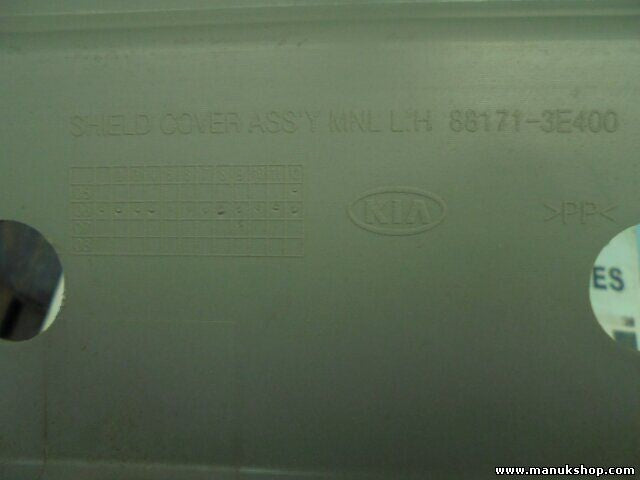 SHIELD COVER ASS'Y MNL L.H 88171-3E400
KIA
>PP<
ES
www.manukshop.com